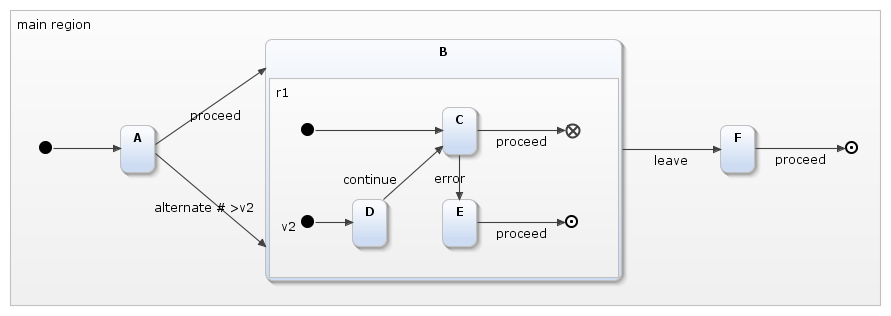 main region
B
r1
A
proceed
C
proceed
F
leave
proceed
continue
error
alternate # >v2
v2
D
E
proceed